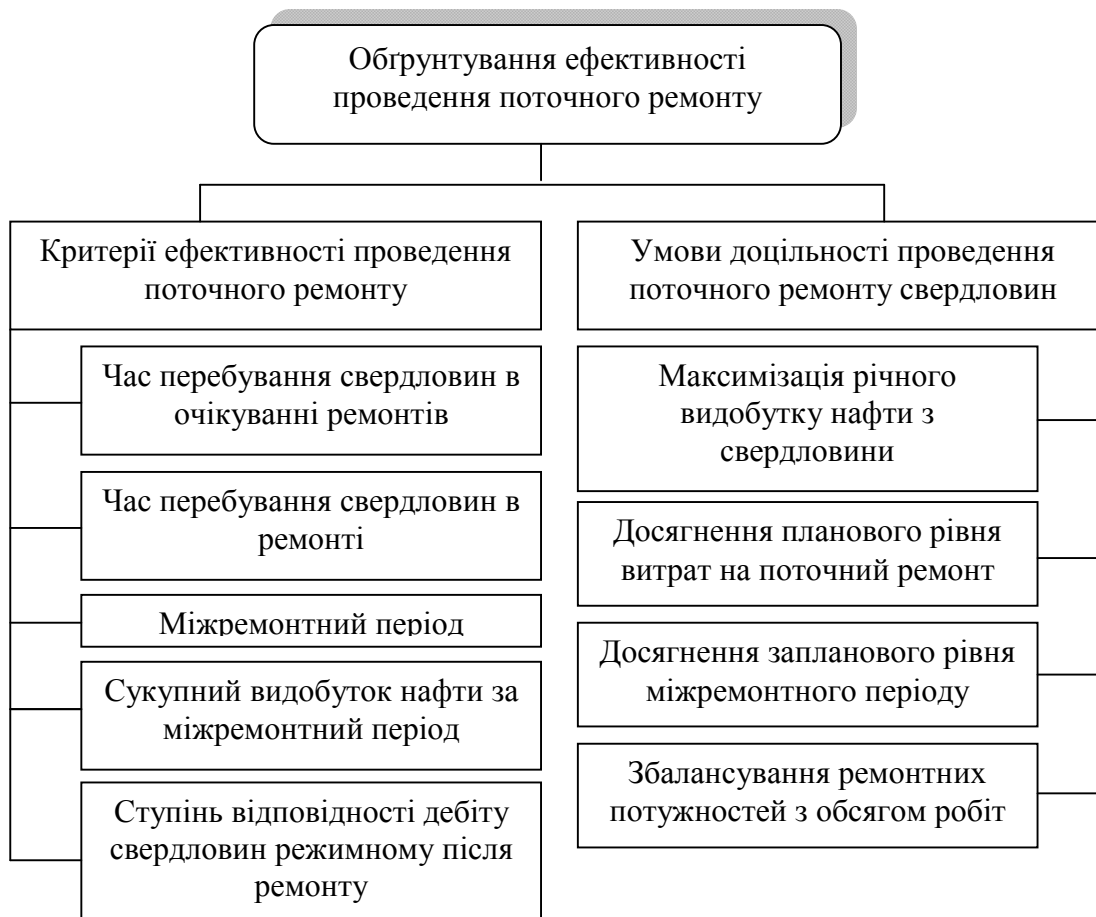 Обґрунтування ефективності
проведення поточного ремонту
Критерії ефективності проведення
поточного ремонту
Час перебування свердловин в
очікуванні ремонтів
Час перебування свердловин в
ремонті
Міжремонтний період
Сукупний видобуток нафти за
міжремонтний період
Ступінь відповідності дебіту
свердловин режимному після
ремонту
Умови доцільності проведення
поточного ремонту свердловин
Максимізація річного
видобутку нафти з
свердловини
Досягнення планового рівня
витрат на поточний ремонт
Досягнення запланового рівня
міжремонтного періоду
Збалансування ремонтних
потужностей з обсягом робіт